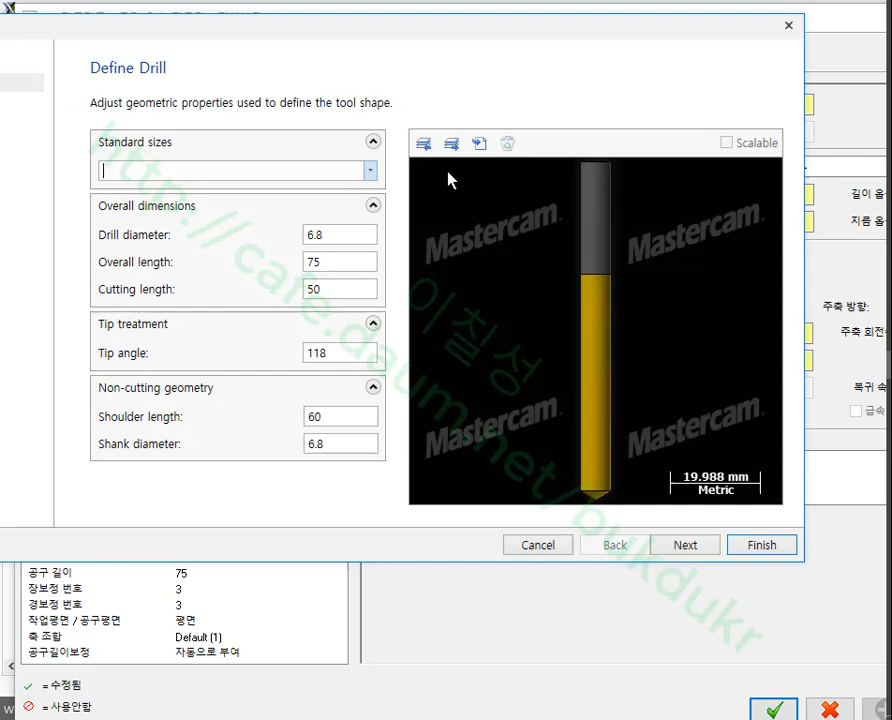 Define Drill
Adjust geometric properties used to define the tool shape.
Standard sizes
Overall dimensions
Drill diameter: 6.8
Overall length: 75
Cutting length: 50
Tip treatment
Tip angle: 118
Non-cutting geometry
Shoulder length: 60
Shank diameter: 6.8
Scalable
Mastercam. Mastercam.
Mastercam. Mastercam.
19.988 mm
Metric
Cancel Back Next Finish
길이 옵
지름 옵
주축 방향:
주축 회전
복귀 속
급속
공구 길이 75
장보정 번호 3
경보정 번호 3
작업평면 / 공구평면 평면
축 조합 Default (1)
공구길이보정 자동으로 부여
= 수정됨
= 사용안함
http://cafe.daum.net/bukdukr
이칠성